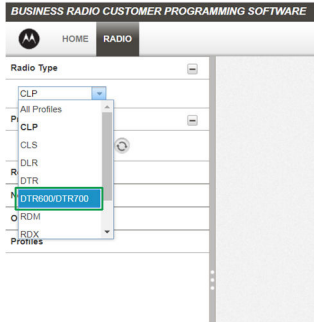 BUSINESS RADIO CUSTOMER PROGRAMMING SOFTWARE
HOME RADIO
Radio Type
CLP
All Profiles
CLP
CLS
DLR
DTR
DTR600/DTR700
RDM
RDX
Profiles